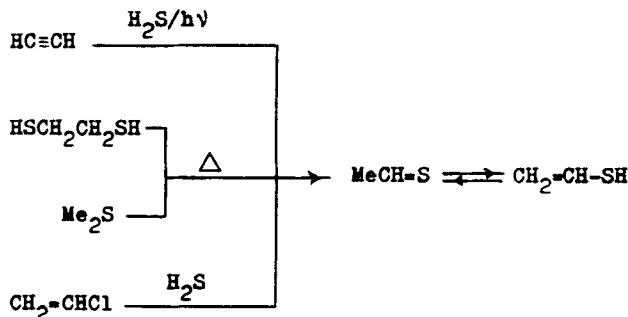 H₂S/hν
HC≡CH
HSCH₂CH₂SH
△
MeCH=S ⇌ CH₂=CH-SH
Me₂S
H₂S
CH₂=CHCl